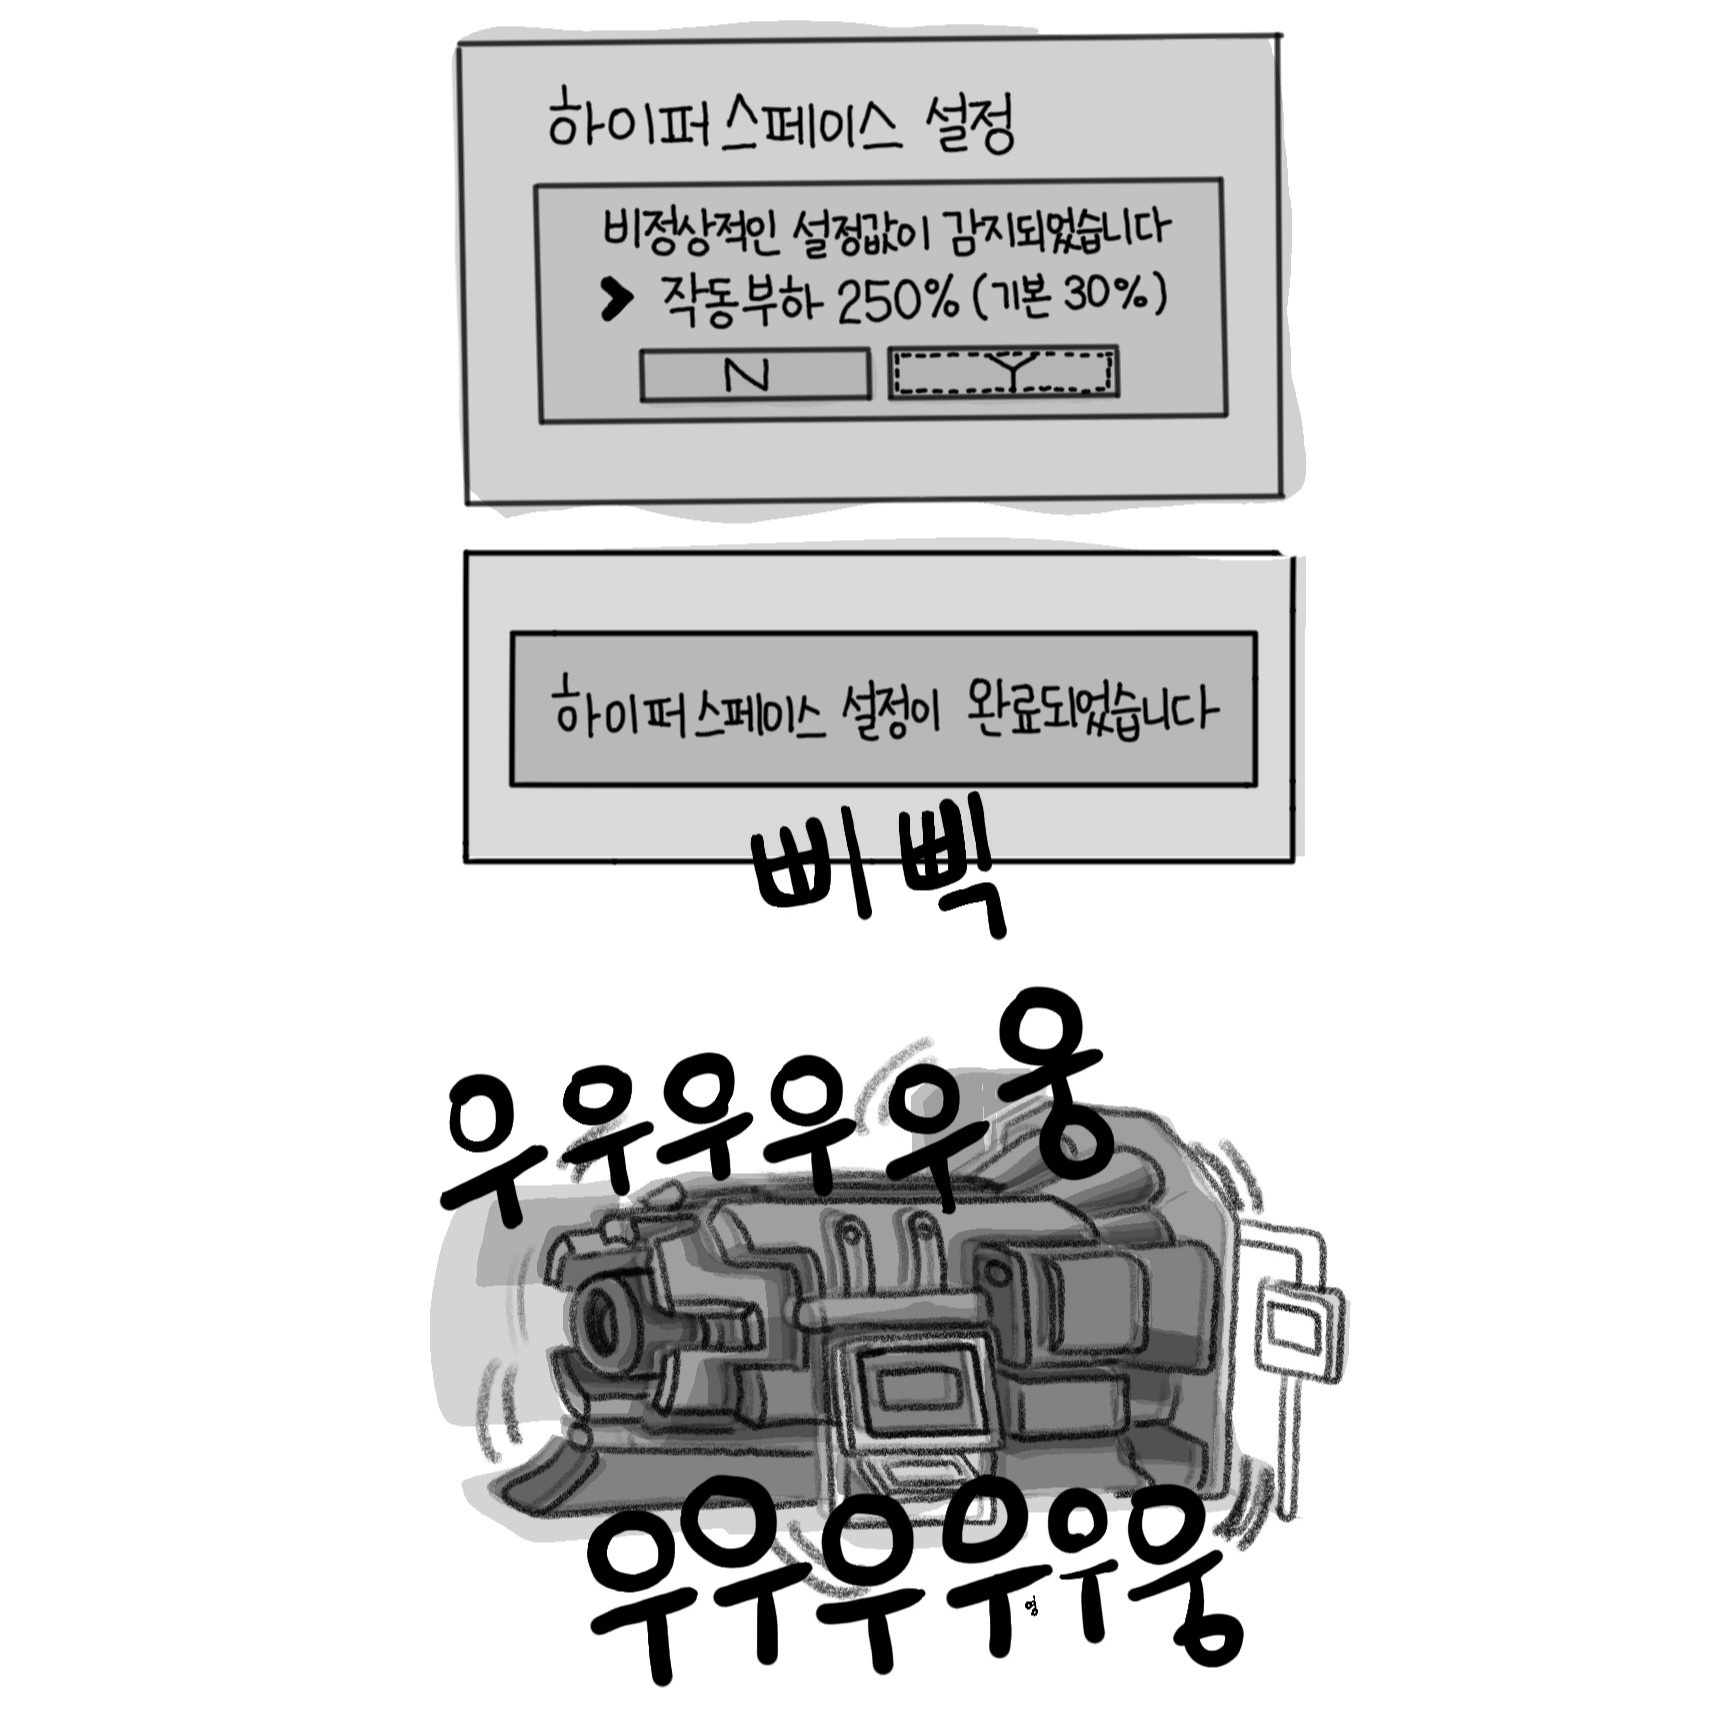 하이퍼스페이스 설정
비정상적인 설정값이 감지되었습니다
> 작동부하 250% (기본 30%)
N Y
하이퍼스페이스 설정이 완료되었습니다
삐삑
우우우우우웅
우우우우우웅